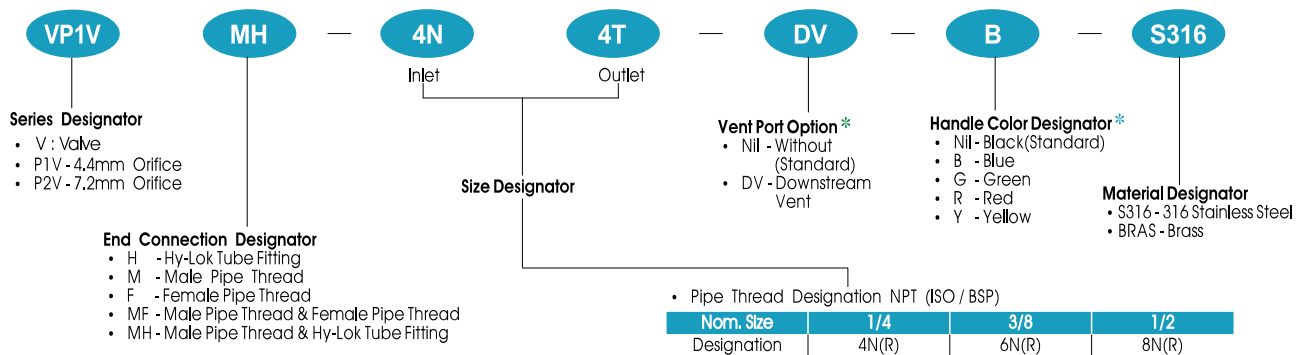 VP1V MH — 4N 4T — DV — B — S316
Inlet Outlet
Series Designator
• V : Valve
• P1V - 4.4mm Orifice
• P2V - 7.2mm Orifice
End Connection Designator
• H - Hy-Lok Tube Fitting
• M - Male Pipe Thread
• F - Female Pipe Thread
• MF - Male Pipe Thread & Female Pipe Thread
• MH - Male Pipe Thread & Hy-Lok Tube Fitting
Size Designator
Vent Port Option *
• Nil - Without
(Standard)
• DV - Downstream
Vent
Handle Color Designator *
• Nil - Black(Standard)
• B - Blue
• G - Green
• R - Red
• Y - Yellow
Material Designator
• S316 - 316 Stainless Steel
• BRAS - Brass
• Pipe Thread Designation NPT (ISO / BSP)
Nom. Size 1/4 3/8 1/2
Designation 4N(R) 6N(R) 8N(R)